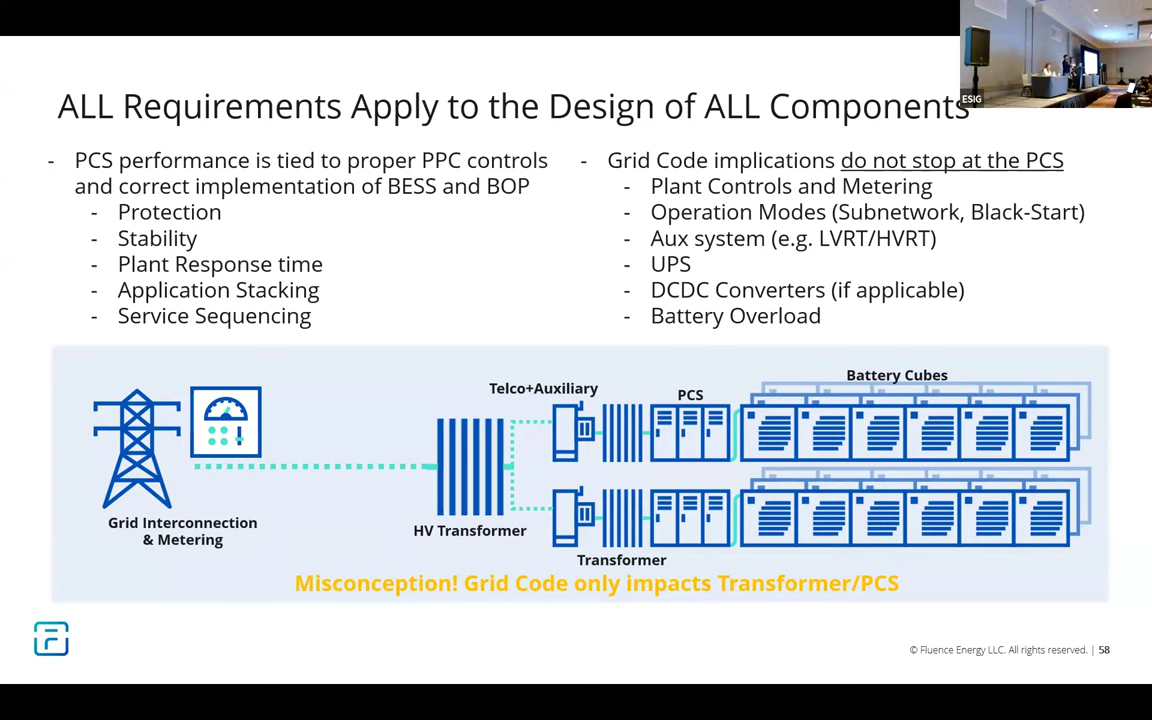 ESIG
ALL Requirements Apply to the Design of ALL Components
- PCS performance is tied to proper PPC controls
and correct implementation of BESS and BOP
- Protection
- Stability
- Plant Response time
- Application Stacking
- Service Sequencing
- Grid Code implications do not stop at the PCS
- Plant Controls and Metering
- Operation Modes (Subnetwork, Black-Start)
- Aux system (e.g. LVRT/HVRT)
- UPS
- DCDC Converters (if applicable)
- Battery Overload
Grid Interconnection
& Metering
HV Transformer
Telco+Auxiliary
PCS
Battery Cubes
Transformer
Misconception! Grid Code only impacts Transformer/PCS
© Fluence Energy LLC. All rights reserved. | 58